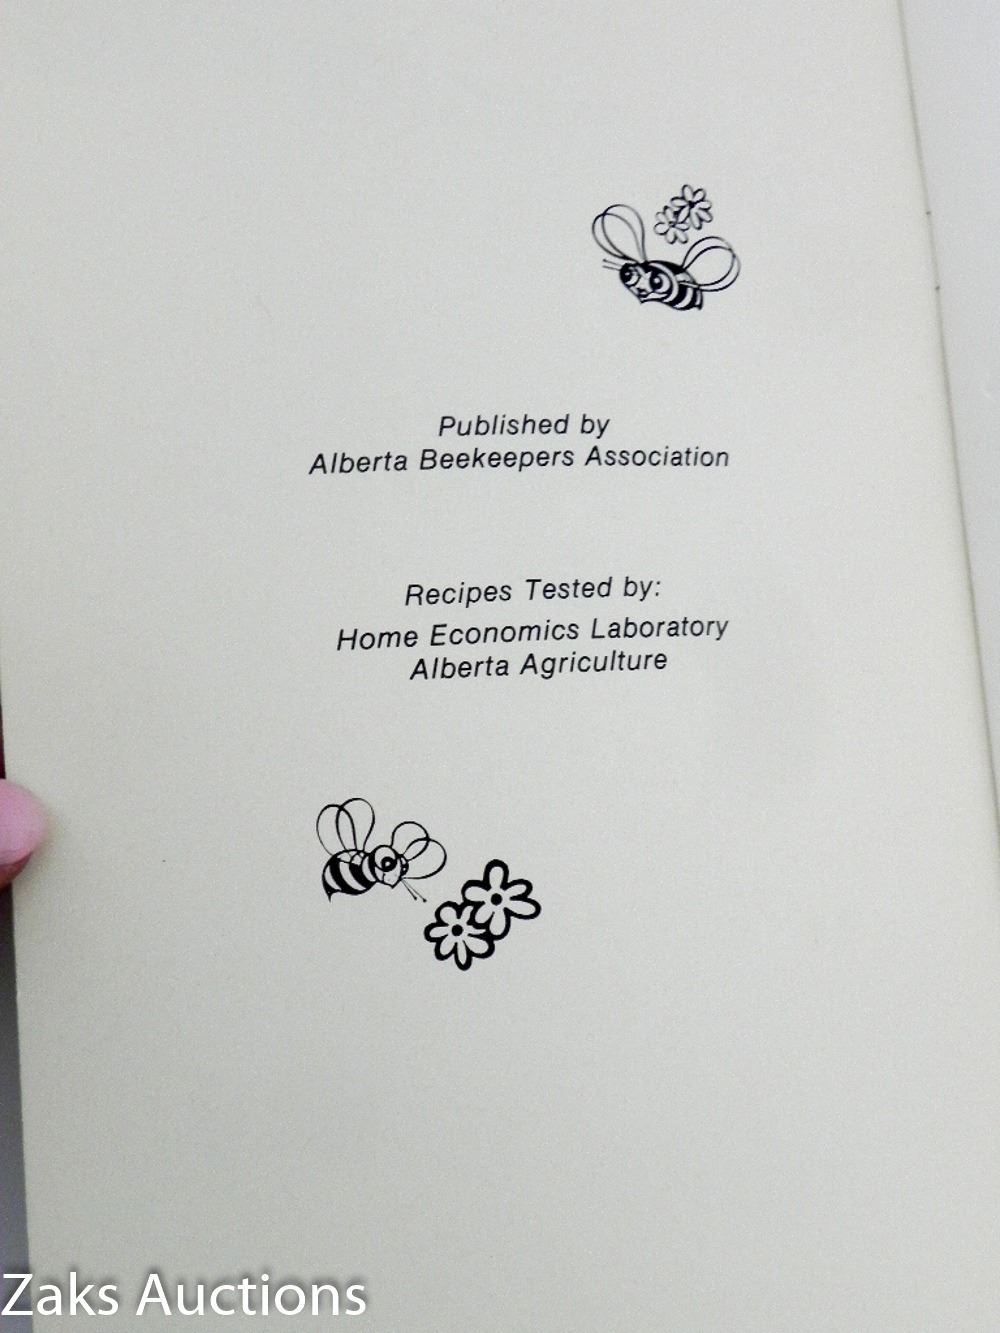 Published by
Alberta Beekeepers Association
Recipes Tested by:
Home Economics Laboratory
Alberta Agriculture
Zaks Auctions